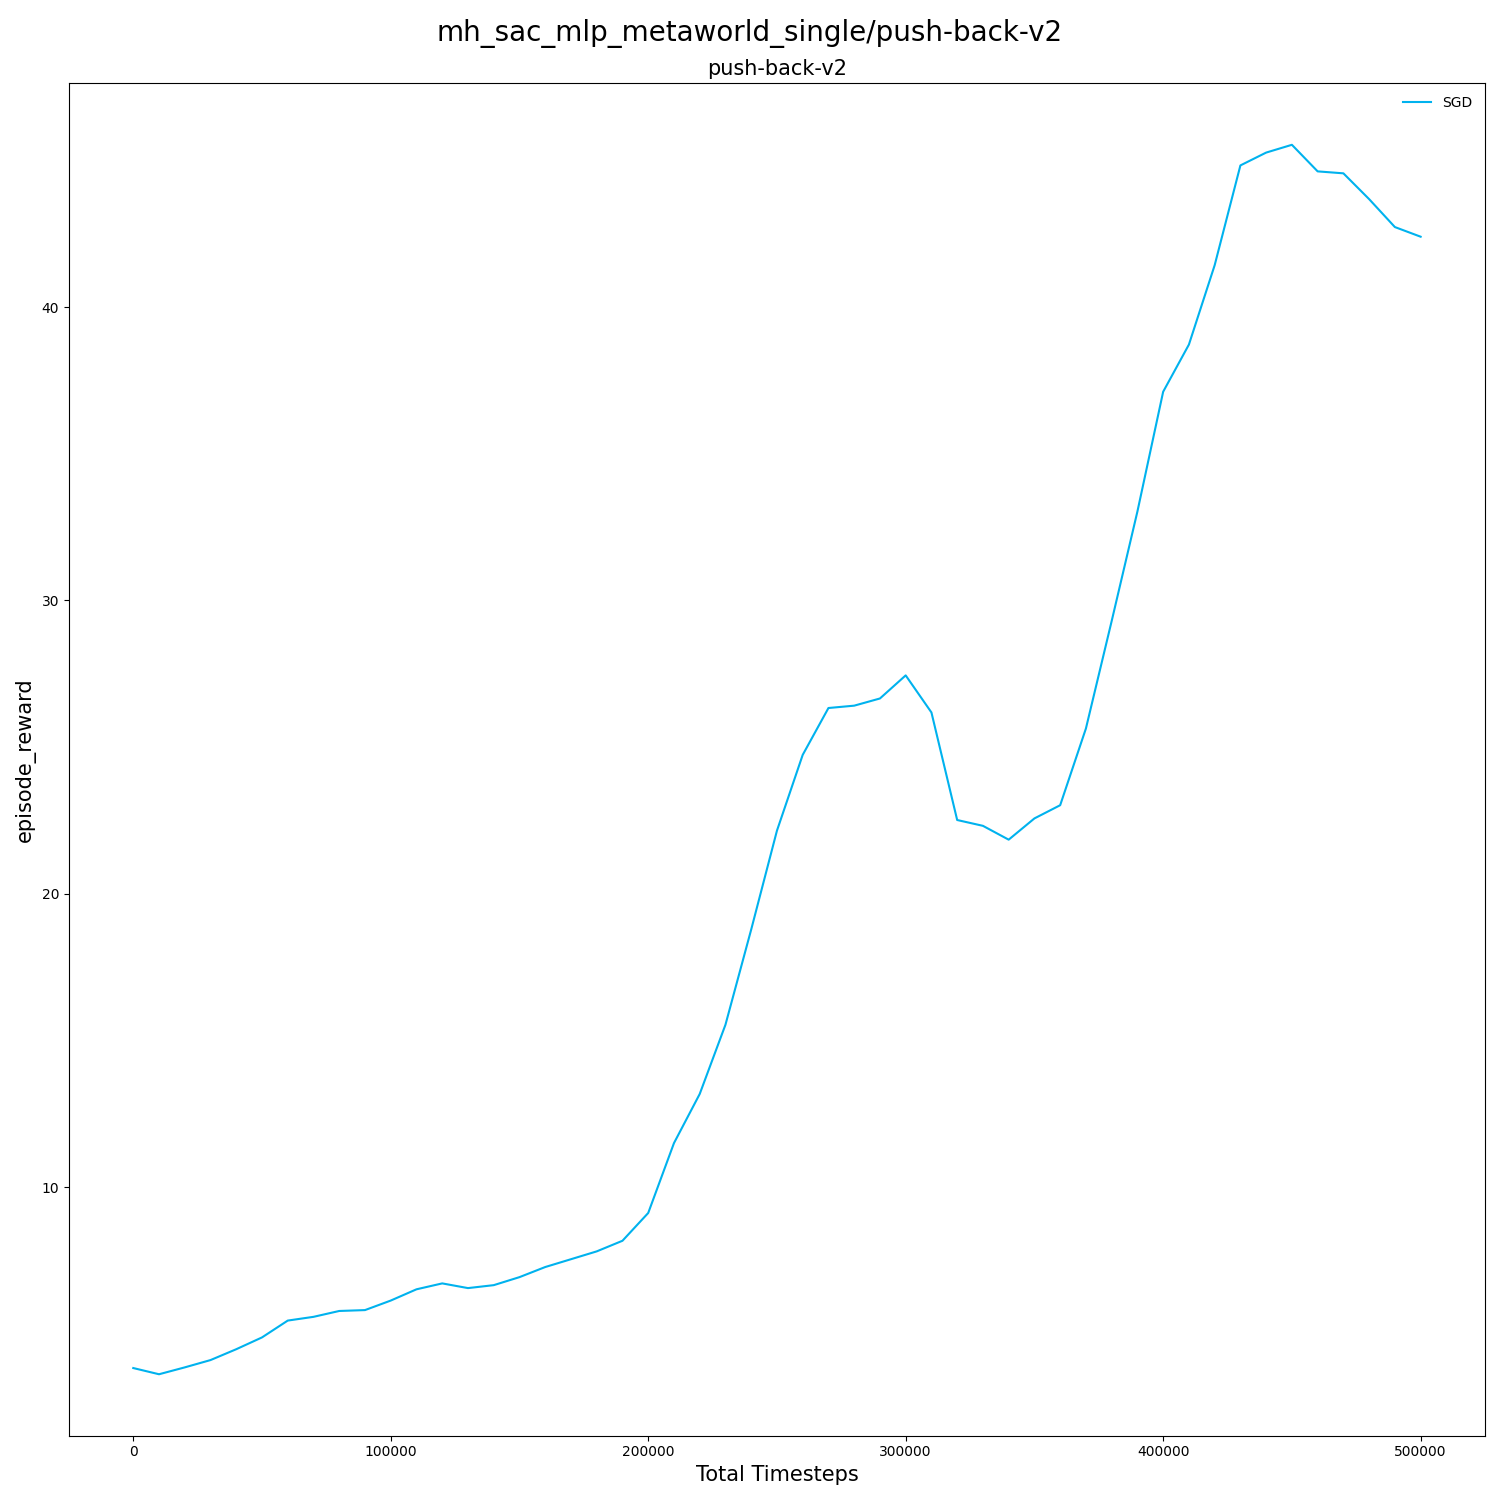 mh_sac_mlp_metaworld_single/push-back-v2
push-back-v2
SGD
40
30
20
10
episode_reward
0 100000 200000 300000 400000 500000
Total Timesteps